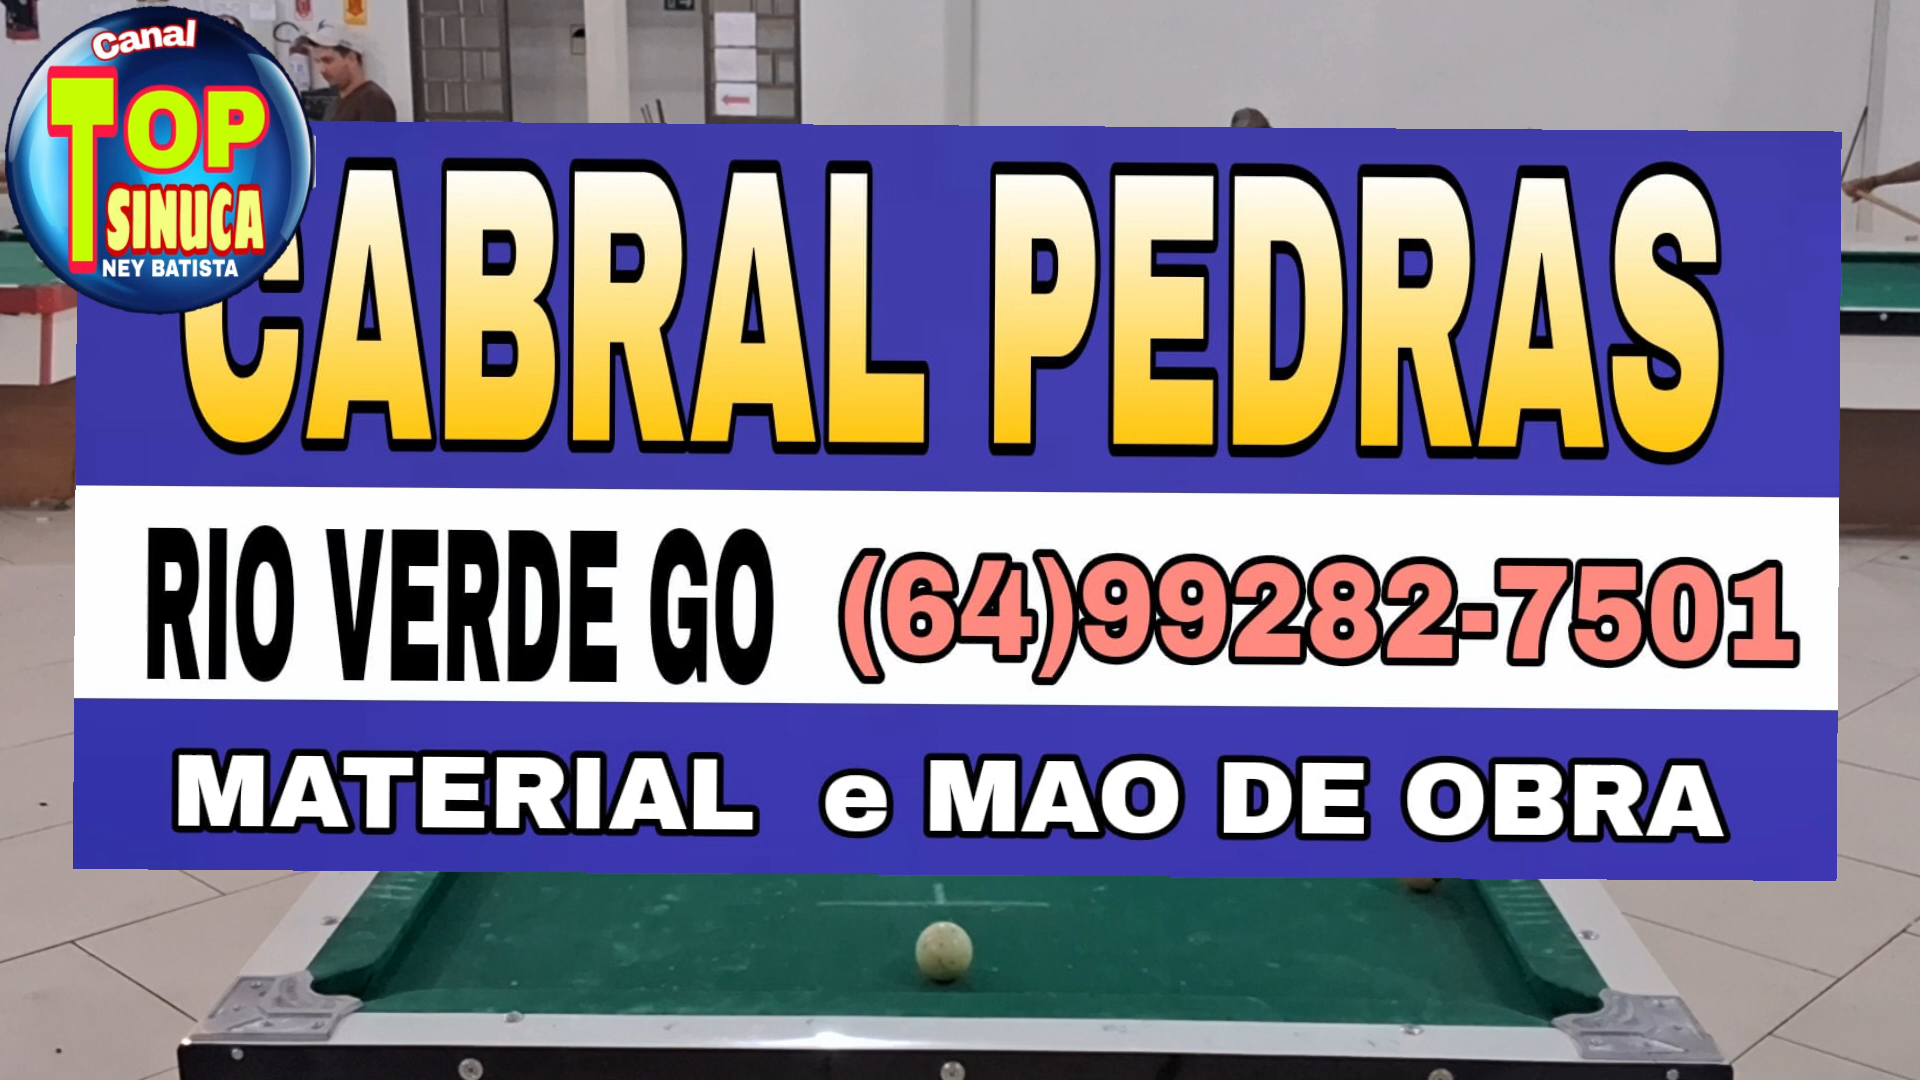 Canal
TOP
SINUCA
NEY BATISTA
CABRAL PEDRAS
RIO VERDE GO (64)99282-7501
MATERIAL e MAO DE OBRA